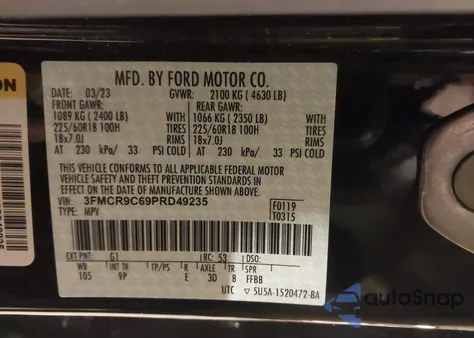 MFD. BY FORD MOTOR CO.
DATE: 03/23 GVWR: 2100 KG ( 4630 LB)
FRONT GAWR: REAR GAWR:
1089 KG ( 2400 LB) WITH 1066 KG ( 2350 LB) WITH
225/60R18 100H TIRES 225/60R18 100H TIRES
18x7.0J RIMS 18x7.0J RIMS
AT 230 kPa/ 33 PSI COLD AT 230 kPa/ 33 PSI COLD
THIS VEHICLE CONFORMS TO ALL APPLICABLE FEDERAL MOTOR
VEHICLE SAFETY AND THEFT PREVENTION STANDARDS IN
EFFECT ON THE DATE OF MANUFACTURE SHOWN ABOVE.
VIN: 3FMCR9C69PRD49235 F0119
TYPE: MPV T0315
EXT PNT: G1 RC: 53 DSO:
WB INT TR TP/PS R AXLE TR SPR
105 9P E 3D 8 FFBB
UTC 5U5A-1520472-BA
ON
autoSnap